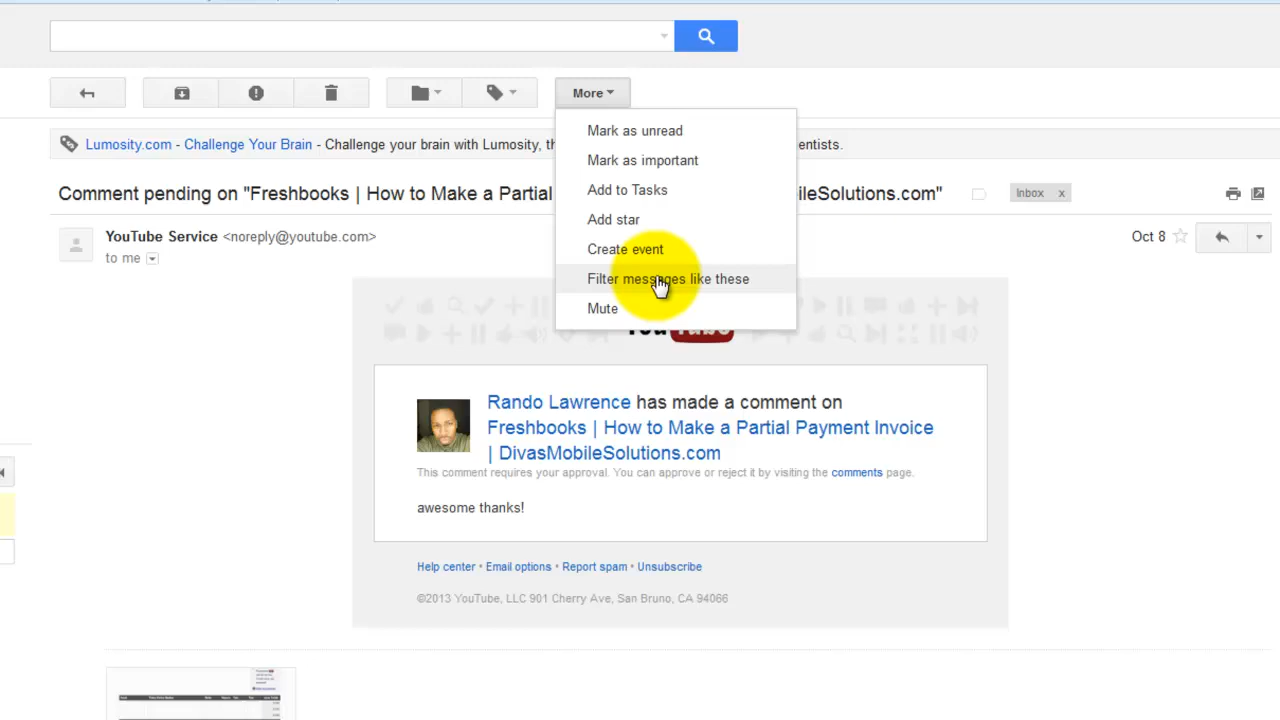 More
Mark as unread
Mark as important
Add to Tasks
Add star
Create event
Filter messages like these
Mute
Lumosity.com - Challenge Your Brain - Challenge your brain with Lumosity, th entists.
Comment pending on "Freshbooks | How to Make a Partial leSolutions.com"
Inbox x
YouTube Service <noreply@youtube.com>
Oct 8
to me
You Tube
Rando Lawrence has made a comment on
Freshbooks | How to Make a Partial Payment Invoice
| DivasMobileSolutions.com
This comment requires your approval. You can approve or reject it by visiting the comments page.
awesome thanks!
Help center • Email options • Report spam • Unsubscribe
©2013 YouTube, LLC 901 Cherry Ave, San Bruno, CA 94066